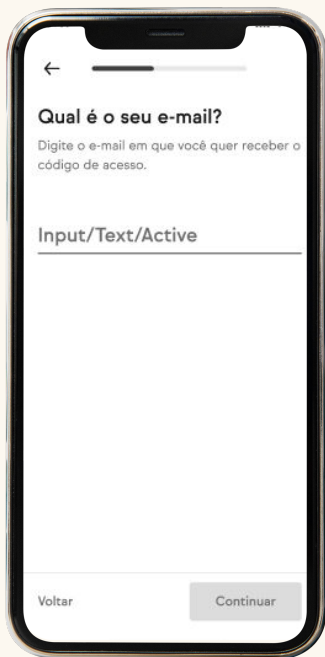 Qual é o seu e-mail?
Digite o e-mail em que você quer receber o
código de acesso.
Input/Text/Active
Voltar
Continuar